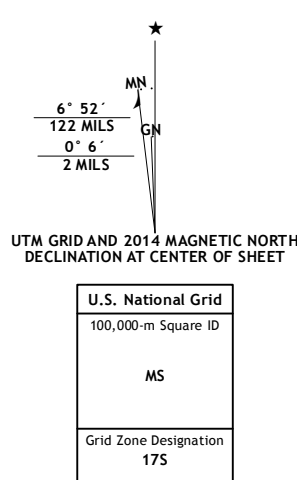 MN
6° 52´
122 MILS
GN
0° 6´
2 MILS
UTM GRID AND 2014 MAGNETIC NORTH
DECLINATION AT CENTER OF SHEET
U.S. National Grid
100,000-m Square ID
MS
Grid Zone Designation
17S